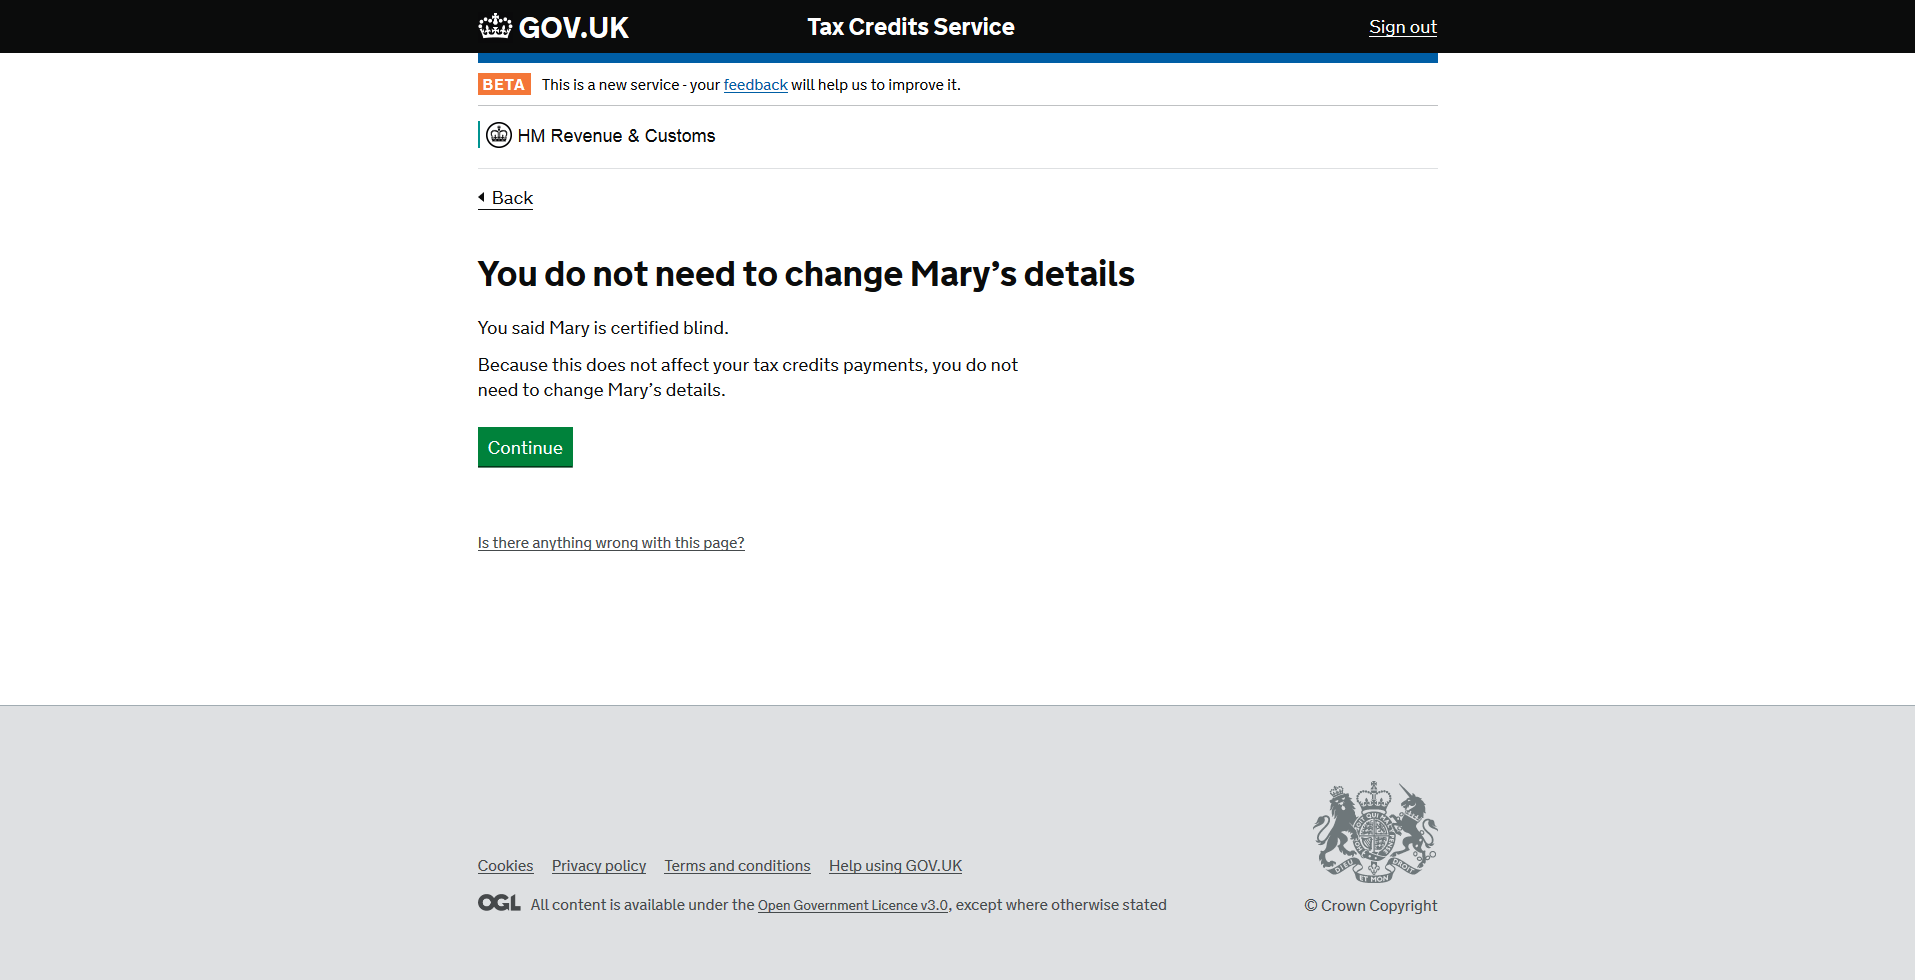 GOV.UK
Tax Credits Service
Sign out
BETA This is a new service - your feedback will help us to improve it.
HM Revenue & Customs
Back
You do not need to change Mary’s details
You said Mary is certified blind.
Because this does not affect your tax credits payments, you do not
need to change Mary’s details.
Continue
Is there anything wrong with this page?
Cookies Privacy policy Terms and conditions Help using GOV.UK
OGL All content is available under the Open Government Licence v3.0, except where otherwise stated
© Crown Copyright